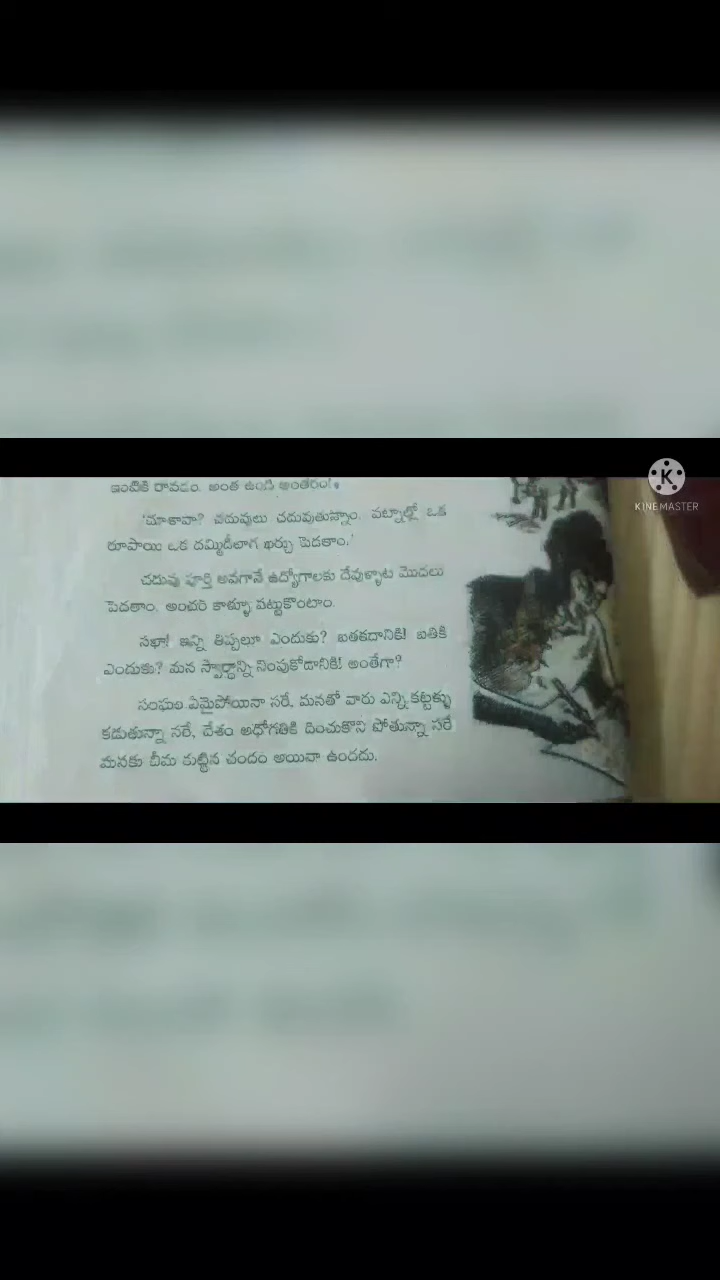 ఇంటికి రావడం. అంత ఉండి అంతేరం!
'చూశావా? చదువులు చదువుతున్నాం. పట్నాల్లో ఒక
రూపాయి ఒక దమ్మిడీలాగ ఖర్చు పెడతాం.'
చదువు పూర్తి అవగానే ఉద్యోగాలకు దేవుళ్ళాట మొదలు
పెడతాం. అందరి కాళ్ళూ పట్టుకొంటాం.
సఖా! ఇన్ని తిప్పలూ ఎందుకు? బతకడానికి! బతికి
ఎందుకు? మన స్వార్థాన్ని నింపుకోడానికి! అంతేగా?
సంఘం ఏమైపోయినా సరే, మనతో వారు ఎన్ని కట్టళ్ళు
కడుతున్నా సరే, దేశం అధోగతికి దించుకొని పోతున్నా సరే
మనకు చీమ కుట్టిన చందం అయినా ఉండదు.
KINEMASTER